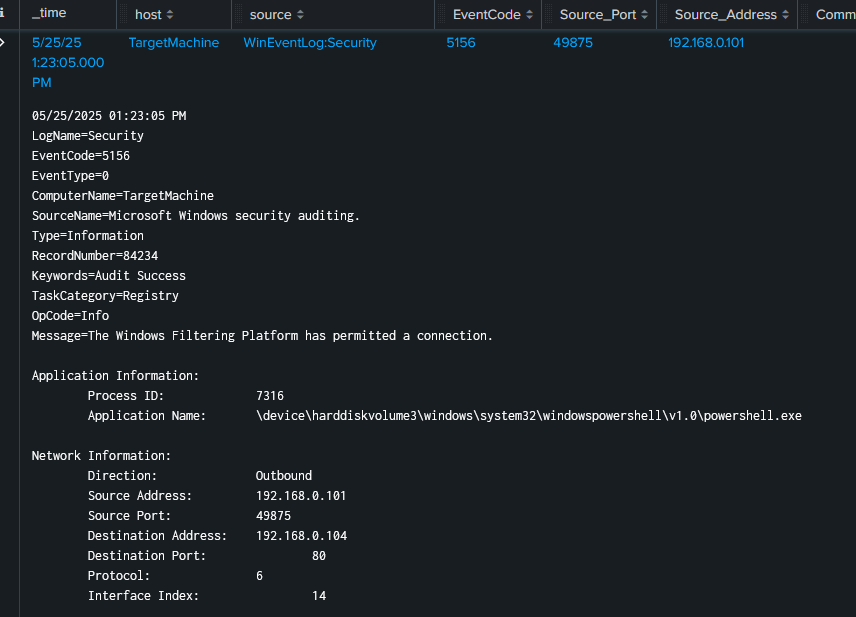 i _time host source EventCode Source_Port Source_Address Comm
5/25/25 TargetMachine WinEventLog:Security 5156 49875 192.168.0.101
1:23:05.000
PM
05/25/2025 01:23:05 PM
LogName=Security
EventCode=5156
EventType=0
ComputerName=TargetMachine
SourceName=Microsoft Windows security auditing.
Type=Information
RecordNumber=84234
Keywords=Audit Success
TaskCategory=Registry
OpCode=Info
Message=The Windows Filtering Platform has permitted a connection.
Application Information:
Process ID: 7316
Application Name: \device\harddiskvolume3\windows\system32\windowspowershell\v1.0\powershell.exe
Network Information:
Direction: Outbound
Source Address: 192.168.0.101
Source Port: 49875
Destination Address: 192.168.0.104
Destination Port: 80
Protocol: 6
Interface Index: 14